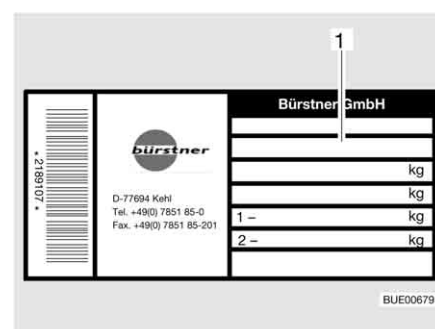 1
Bürstner GmbH
* 2189107 *
bürstner
D-77694 Kehl
Tel. +49(0) 7851 85-0
Fax. +49(0) 7851 85-201
kg
kg
1 – kg
2 – kg
BUE00679